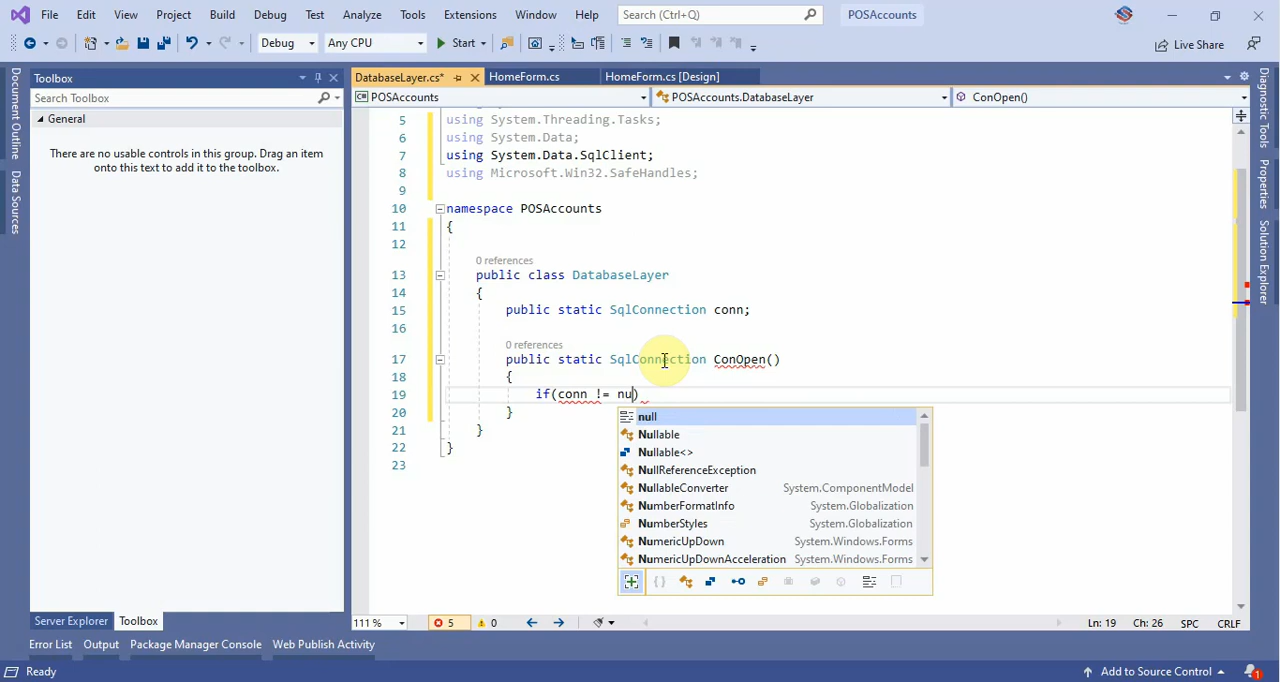 File Edit View Project Build Debug Test Analyze Tools Extensions Window Help Search (Ctrl+Q) POSAccounts
Debug Any CPU Start Live Share
Toolbox
Search Toolbox
General
There are no usable controls in this group. Drag an item
onto this text to add it to the toolbox.
Server Explorer Toolbox
Document Outline
Data Sources
DatabaseLayer.cs* HomeForm.cs HomeForm.cs [Design]
POSAccounts POSAccounts.DatabaseLayer ConOpen()
5 using System.Threading.Tasks;
6 using System.Data;
7 using System.Data.SqlClient;
8 using Microsoft.Win32.SafeHandles;
9
10 namespace POSAccounts
11 {
12
0 references
13 public class DatabaseLayer
14 {
15 public static SqlConnection conn;
16
0 references
17 public static SqlConnection ConOpen()
18 {
19 if(conn != nu)
20 }
21 }
22 }
23
null
Nullable
Nullable<>
NullReferenceException
NullableConverter System.ComponentModel
NumberFormatInfo System.Globalization
NumberStyles System.Globalization
NumericUpDown System.Windows.Forms
NumericUpDownAcceleration System.Windows.Forms
Diagnostic Tools
Properties
Solution Explorer
111 % 5 0 Ln: 19 Ch: 26 SPC CRLF
Error List Output Package Manager Console Web Publish Activity
Ready Add to Source Control 1